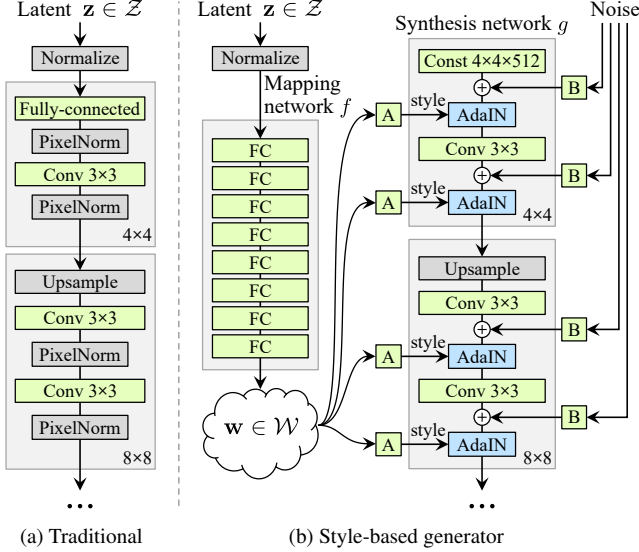 Latent z ∈ 𝒵
Normalize
Fully-connected
PixelNorm
Conv 3×3
PixelNorm
4×4
Upsample
Conv 3×3
PixelNorm
Conv 3×3
PixelNorm
8×8
...
(a) Traditional
Latent z ∈ 𝒵
Normalize
Mapping
network f
FC
FC
FC
FC
FC
FC
FC
FC
w ∈ 𝒲
A
style
A
style
A
style
A
style
Synthesis network g
Noise
Const 4×4×512
+
B
AdaIN
Conv 3×3
+
B
AdaIN
4×4
Upsample
Conv 3×3
+
B
AdaIN
Conv 3×3
+
B
AdaIN
8×8
...
(b) Style-based generator